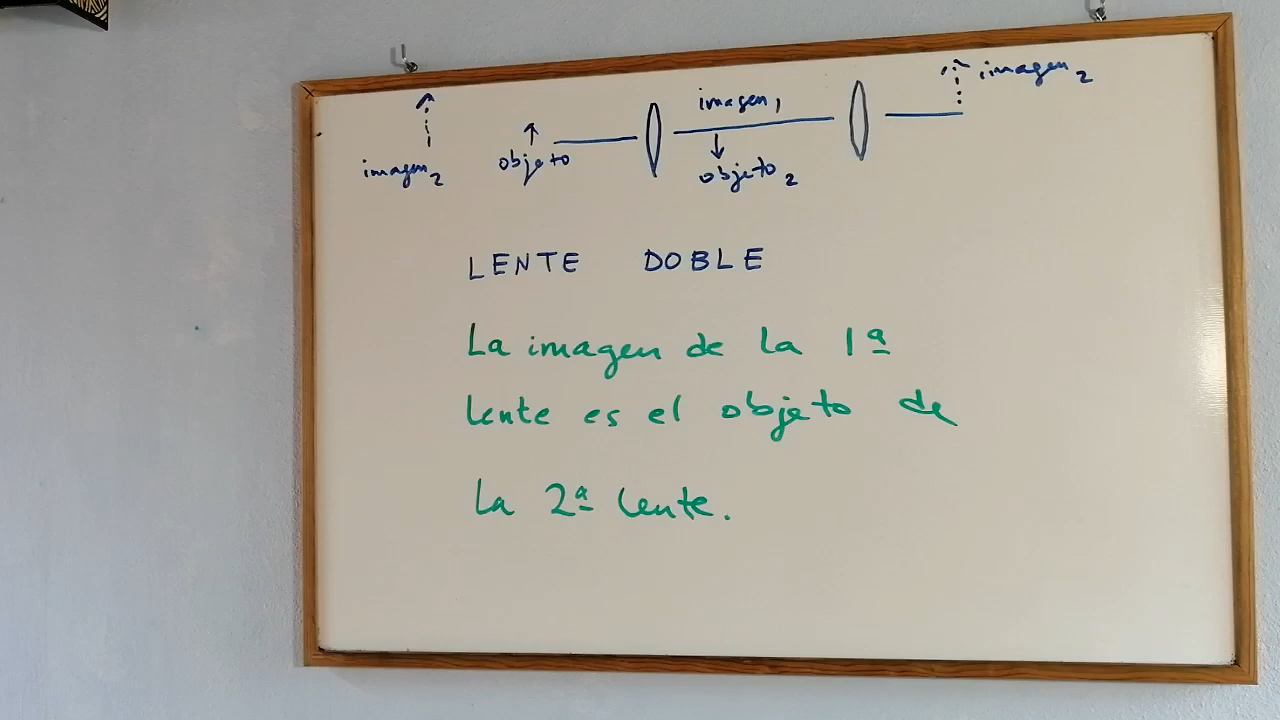 imagen₂
imagen₁
imagen₂
objeto
objeto₂
LENTE DOBLE
La imagen de la 1ª
lente es el objeto de
la 2ª lente.